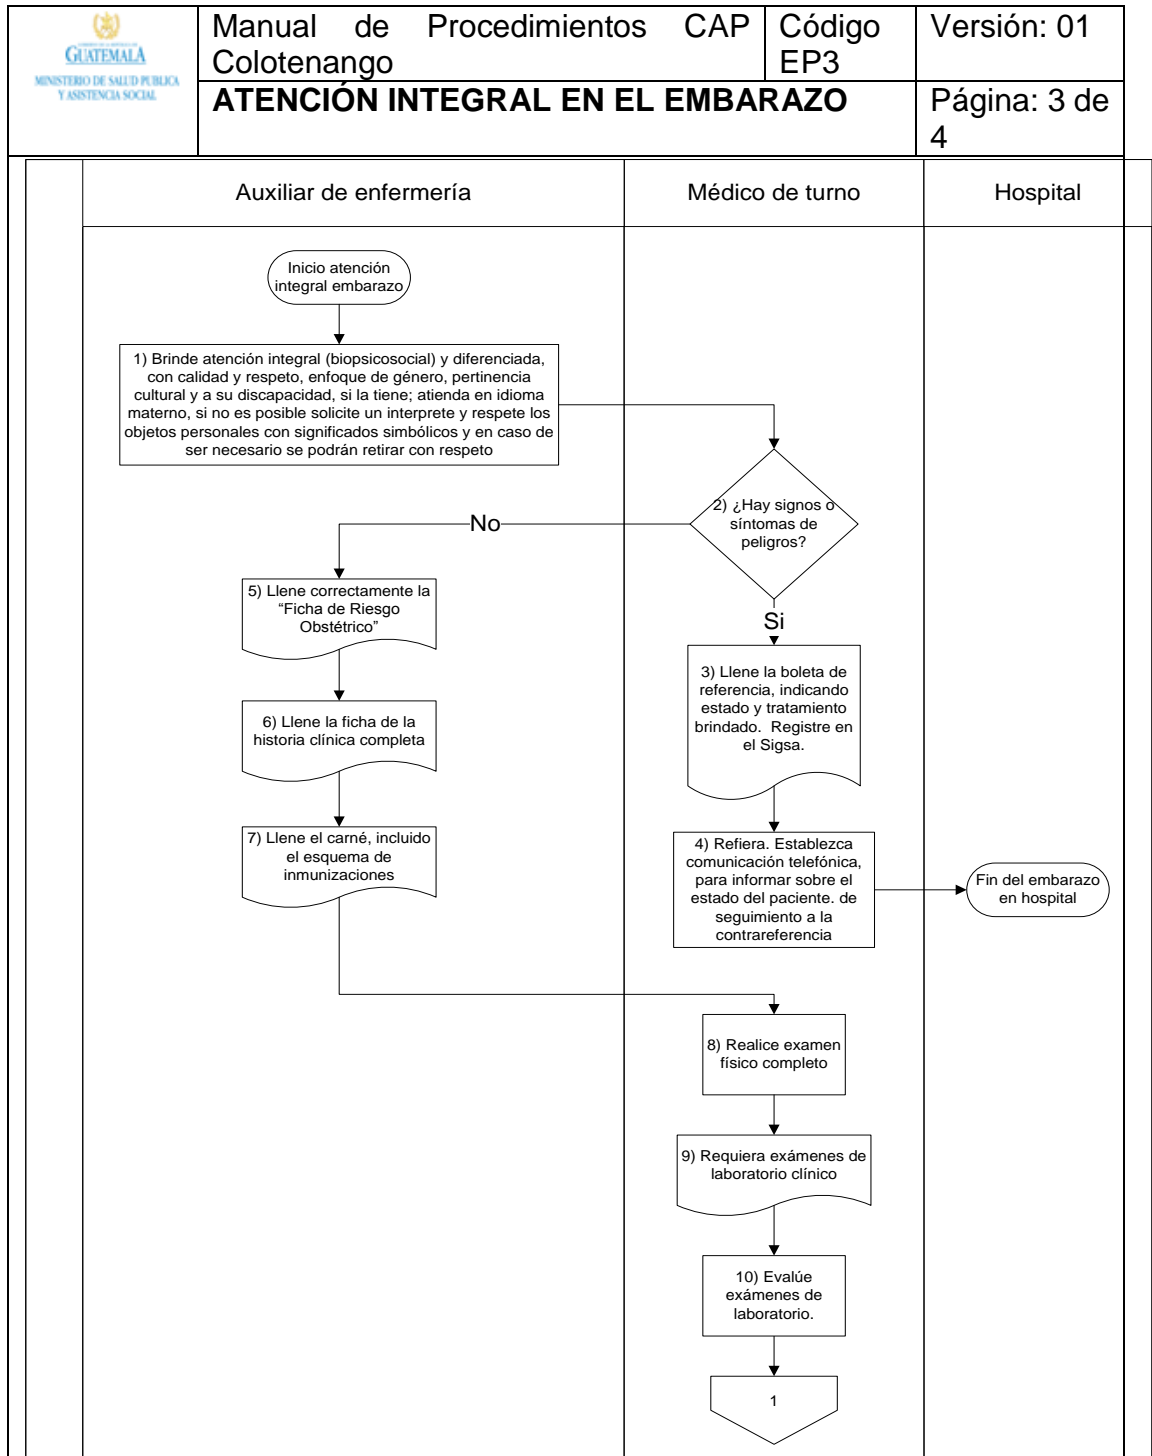 GUATEMALA
MINISTERIO DE SALUD PUBLICA
Y ASISTENCIA SOCIAL
Manual de Procedimientos CAP
Colotenango
Código
EP3
Versión: 01
ATENCIÓN INTEGRAL EN EL EMBARAZO
Página: 3 de
4
Auxiliar de enfermería
Médico de turno
Hospital
Inicio atención
integral embarazo
1) Brinde atención integral (biopsicosocial) y diferenciada,
con calidad y respeto, enfoque de género, pertinencia
cultural y a su discapacidad, si la tiene; atienda en idioma
materno, si no es posible solicite un interprete y respete los
objetos personales con significados simbólicos y en caso de
ser necesario se podrán retirar con respeto
2) ¿Hay signos o
síntomas de
peligros?
No
Si
5) Llene correctamente la
“Ficha de Riesgo
Obstétrico”
3) Llene la boleta de
referencia, indicando
estado y tratamiento
brindado. Registre en
el Sigsa.
6) Llene la ficha de la
historia clínica completa
7) Llene el carné, incluido
el esquema de
inmunizaciones
4) Refiera. Establezca
comunicación telefónica,
para informar sobre el
estado del paciente. de
seguimiento a la
contrareferencia
Fin del embarazo
en hospital
8) Realice examen
físico completo
9) Requiera exámenes de
laboratorio clínico
10) Evalúe
exámenes de
laboratorio.
1